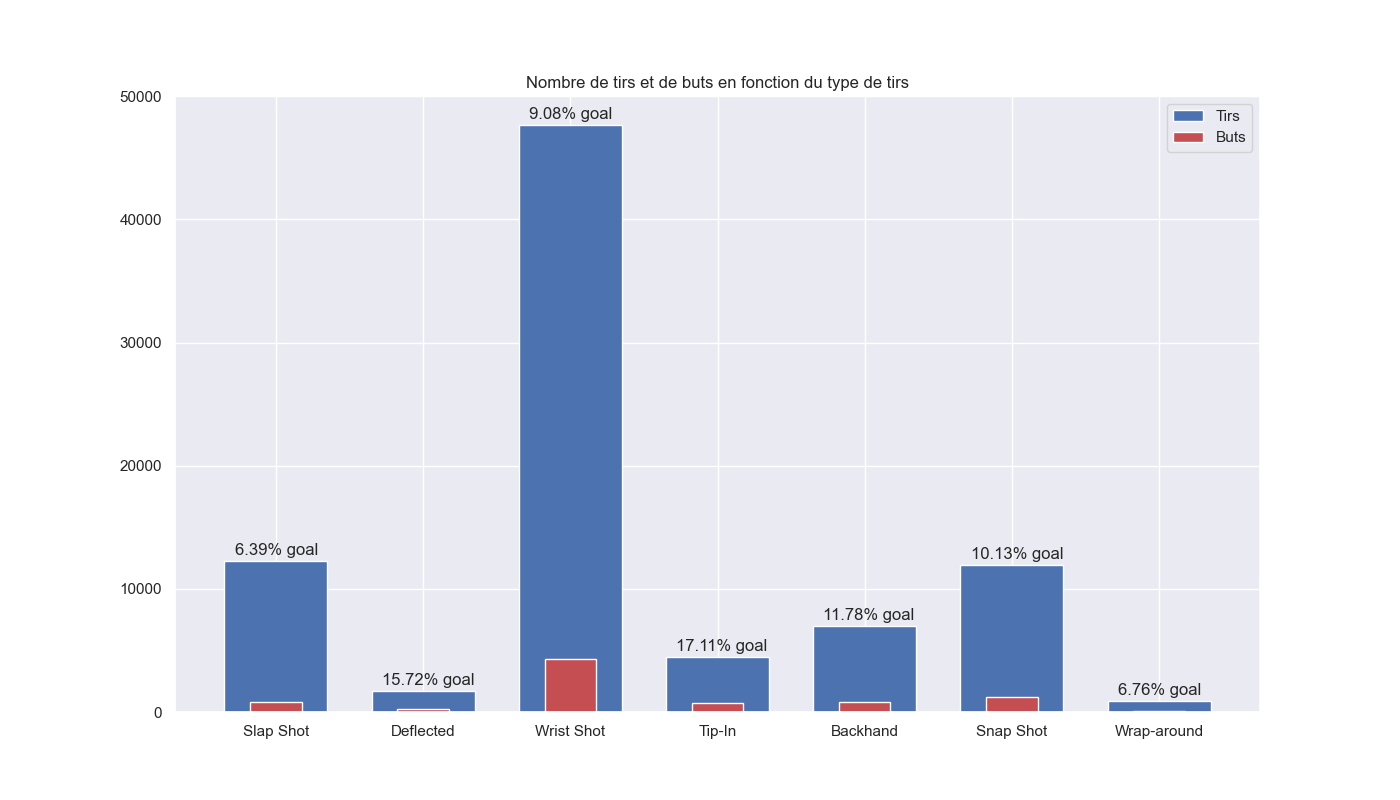 Nombre de tirs et de buts en fonction du type de tirs
50000
40000
30000
20000
10000
0
Tirs
Buts
6.39% goal
15.72% goal
9.08% goal
17.11% goal
11.78% goal
10.13% goal
6.76% goal
Slap Shot
Deflected
Wrist Shot
Tip-In
Backhand
Snap Shot
Wrap-around